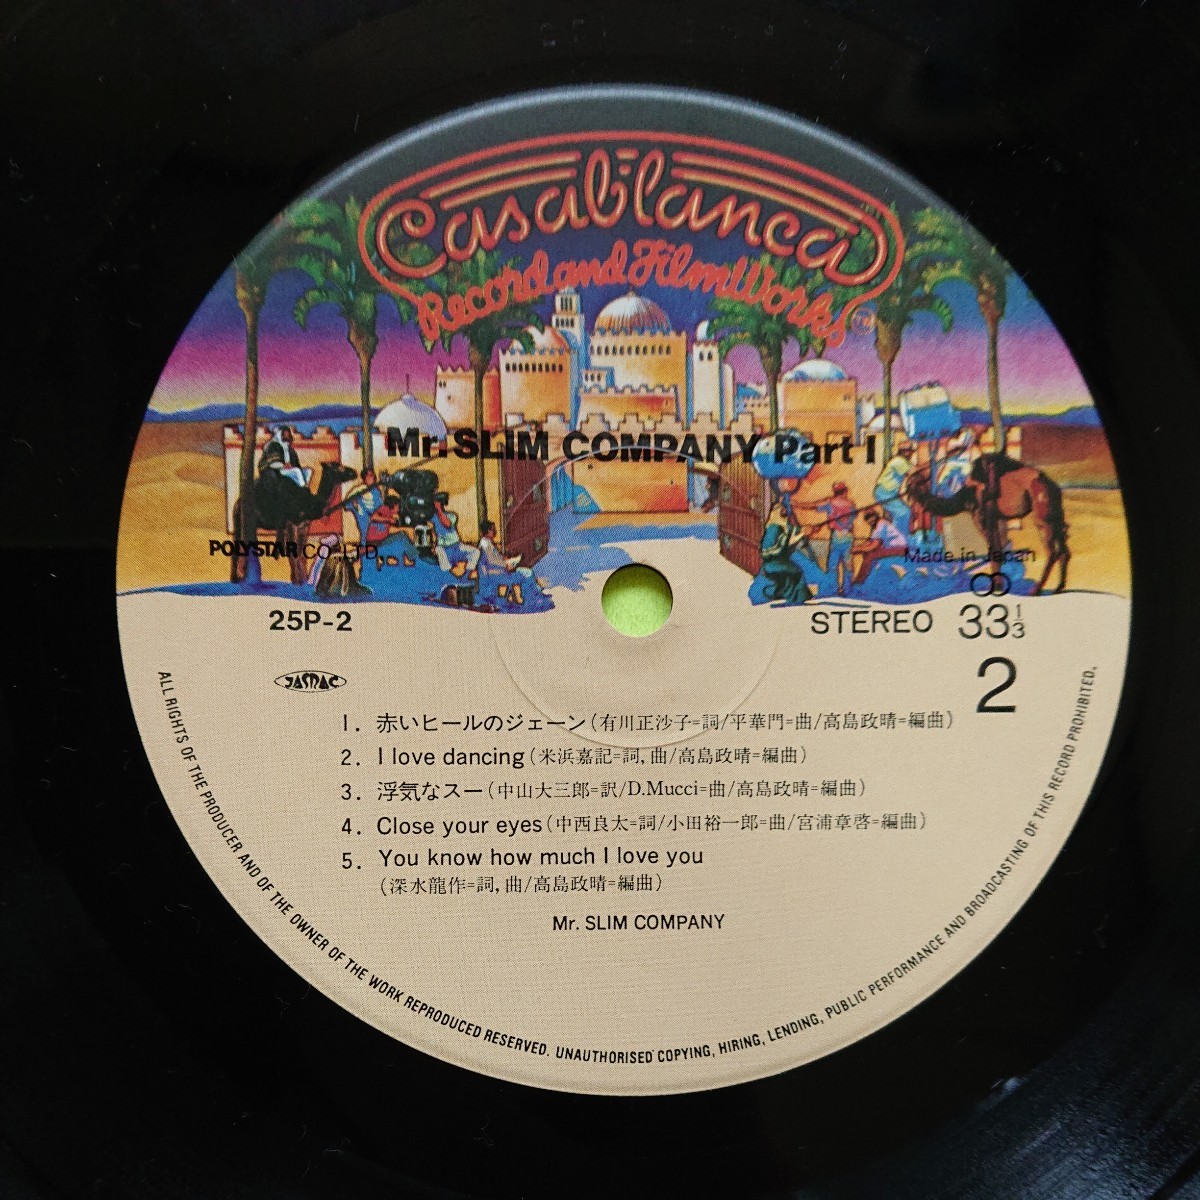 Casablanca
Record and FilmWorks
TM
Mr. SLIM COMPANY Part I
POLYSTAR CO., LTD.
Made in Japan
25P-2
STEREO 33 1/3
2
JASRAC
1. 赤いヒールのジェーン(有川正沙子=詞/平華門=曲/高島政晴=編曲)
2. I love dancing(米浜嘉記=詞, 曲/高島政晴=編曲)
3. 浮気なスー(中山大三郎=訳/D.Mucci=曲/高島政晴=編曲)
4. Close your eyes(中西良太=詞/小田裕一郎=曲/宮浦章啓=編曲)
5. You know how much I love you
(深水龍作=詞, 曲/高島政晴=編曲)
Mr. SLIM COMPANY
ALL RIGHTS OF THE PRODUCER AND OF THE OWNER OF THE WORK REPRODUCED RESERVED. UNAUTHORISED COPYING, HIRING, LENDING, PUBLIC PERFORMANCE AND BROADCASTING OF THIS RECORD PROHIBITED.